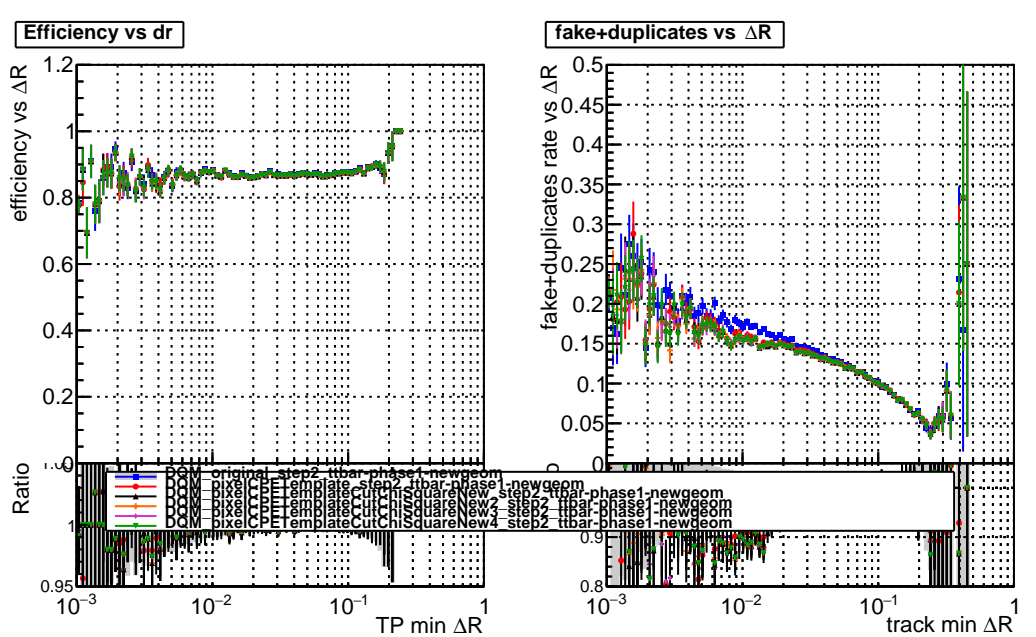 Efficiency vs dr
efficiency vs ΔR
1.2
1
0.8
0.6
0.4
0.2
0
Ratio
1
0.95
10⁻³
10⁻²
10⁻¹
1
TP min ΔR
fake+duplicates vs ΔR
fake+duplicates rate vs ΔR
0.5
0.45
0.4
0.35
0.3
0.25
0.2
0.15
0.1
0.05
0
0.9
0.8
10⁻³
10⁻²
10⁻¹
1
track min ΔR
DQM_original_step2_ttbar-phase1-newgeom
DQM_pixelCPETemplate_step2_ttbar-phase1-newgeom
DQM_pixelCPETemplateCutChiSquareNew_step2_ttbar-phase1-newgeom
DQM_pixelCPETemplateCutChiSquareNew2_step2_ttbar-phase1-newgeom
DQM_pixelCPETemplateCutChiSquareNew3_step2_ttbar-phase1-newgeom
DQM_pixelCPETemplateCutChiSquareNew4_step2_ttbar-phase1-newgeom